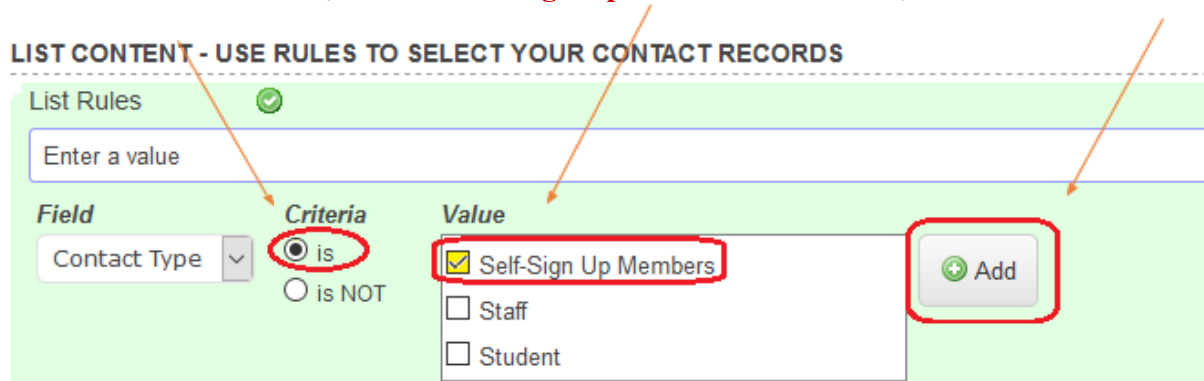 LIST CONTENT - USE RULES TO SELECT YOUR CONTACT RECORDS
List Rules
Enter a value
Field Criteria Value
Contact Type is Self-Sign Up Members Add
is NOT Staff
Student